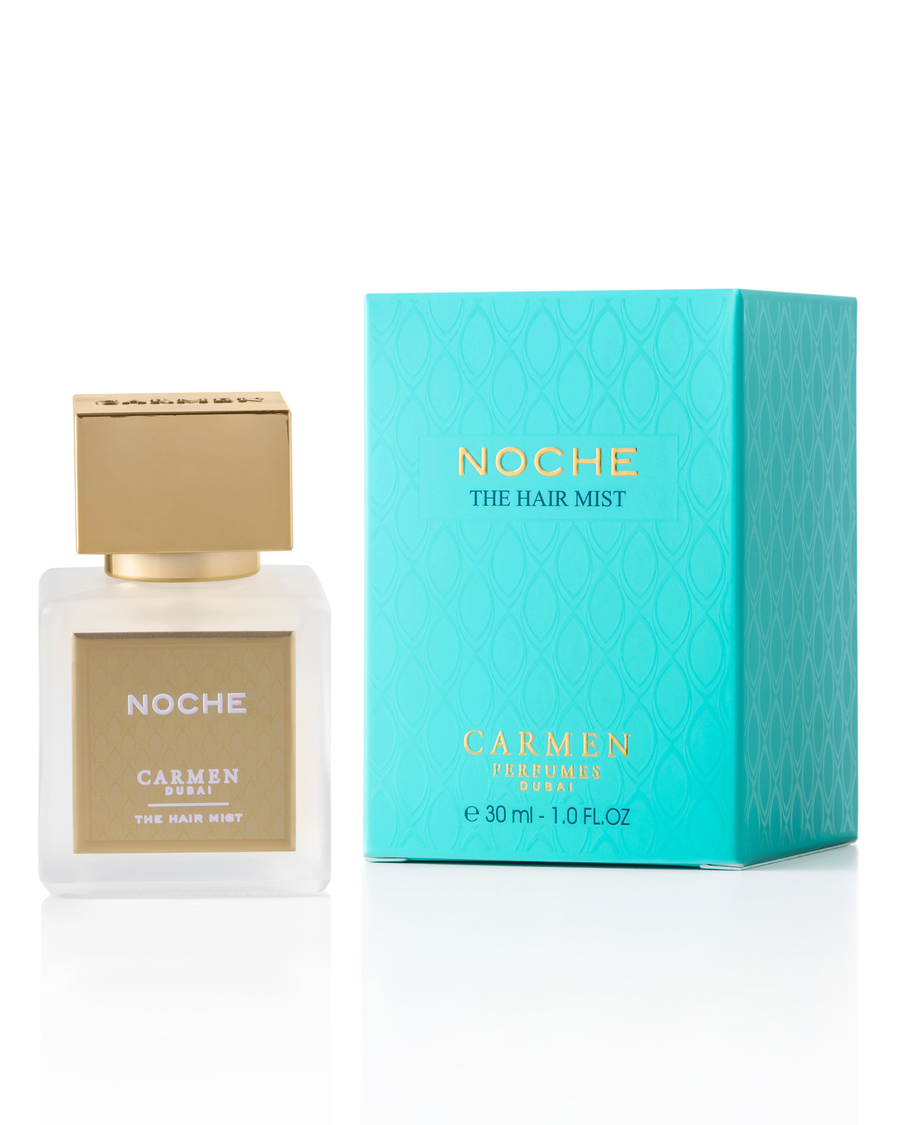 CARMEN
NOCHE
CARMEN
DUBAI
THE HAIR MIST
NOCHE
THE HAIR MIST
CARMEN
PERFUMES
DUBAI
℮ 30 ml - 1.0 FL.OZ